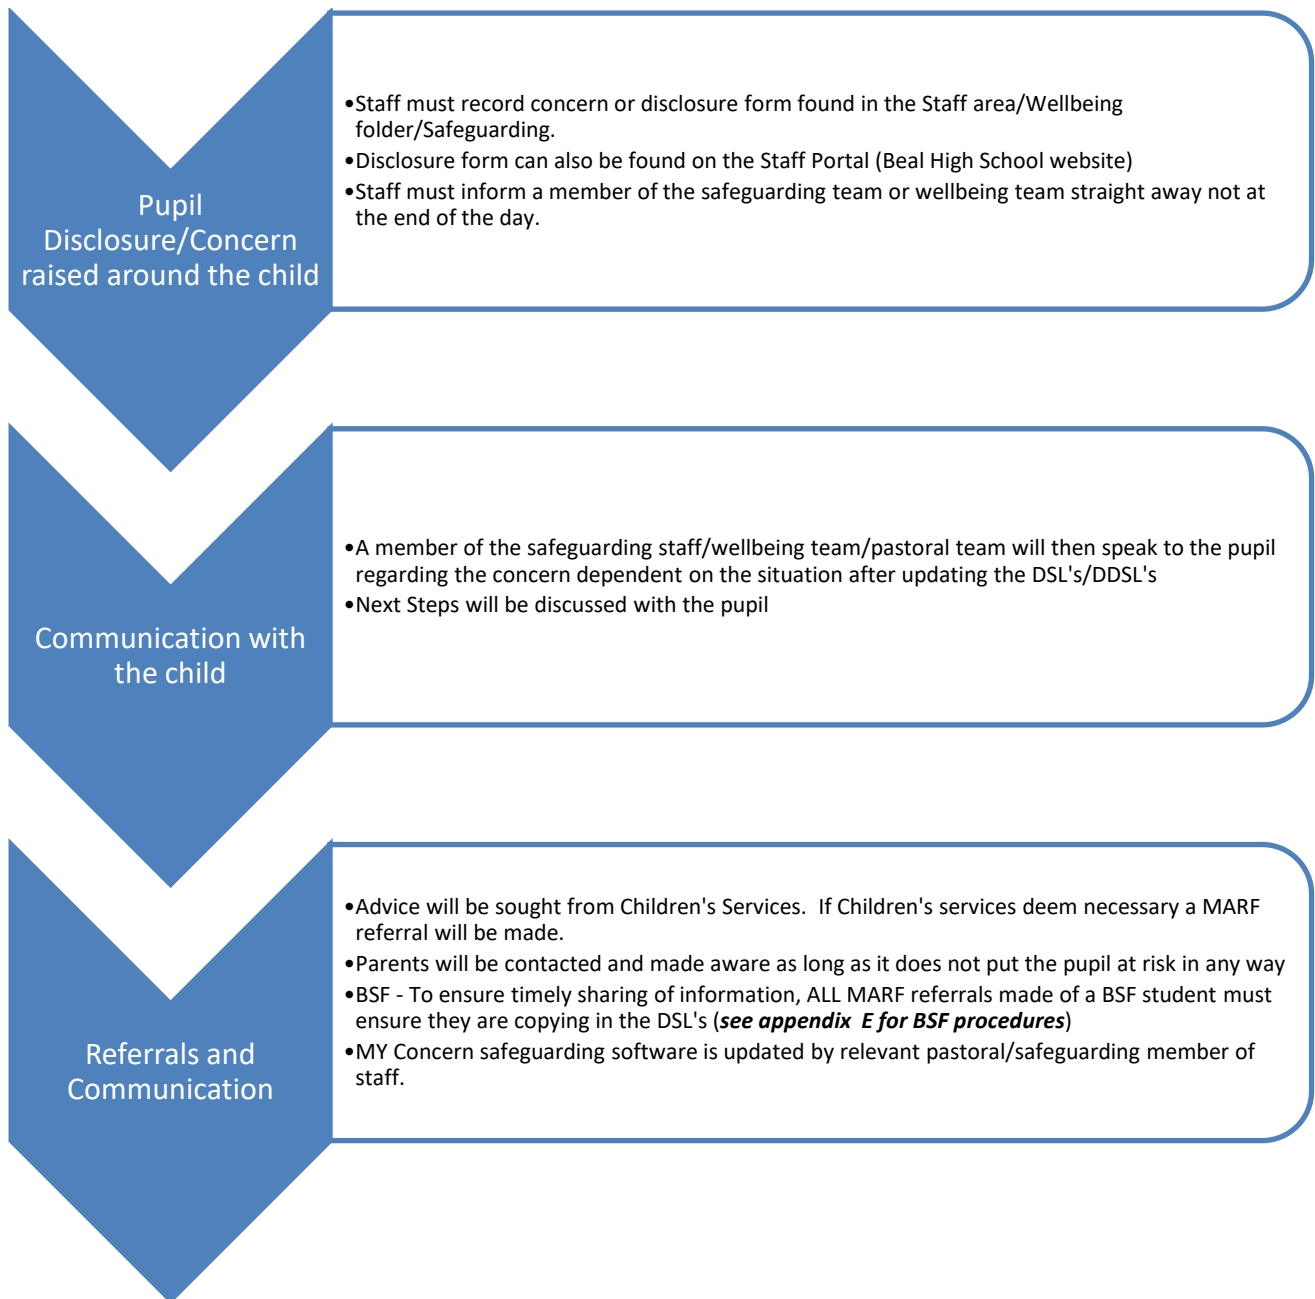 Pupil
Disclosure/Concern
raised around the child
•Staff must record concern or disclosure form found in the Staff area/Wellbeing
folder/Safeguarding.
•Disclosure form can also be found on the Staff Portal (Beal High School website)
•Staff must inform a member of the safeguarding team or wellbeing team straight away not at
the end of the day.
Communication with
the child
•A member of the safeguarding staff/wellbeing team/pastoral team will then speak to the pupil
regarding the concern dependent on the situation after updating the DSL's/DDSL's
•Next Steps will be discussed with the pupil
Referrals and
Communication
•Advice will be sought from Children's Services.  If Children's services deem necessary a MARF
referral will be made.
•Parents will be contacted and made aware as long as it does not put the pupil at risk in any way
•BSF - To ensure timely sharing of information, ALL MARF referrals made of a BSF student must
ensure they are copying in the DSL's (see appendix  E for BSF procedures)
•MY Concern safeguarding software is updated by relevant pastoral/safeguarding member of
staff.